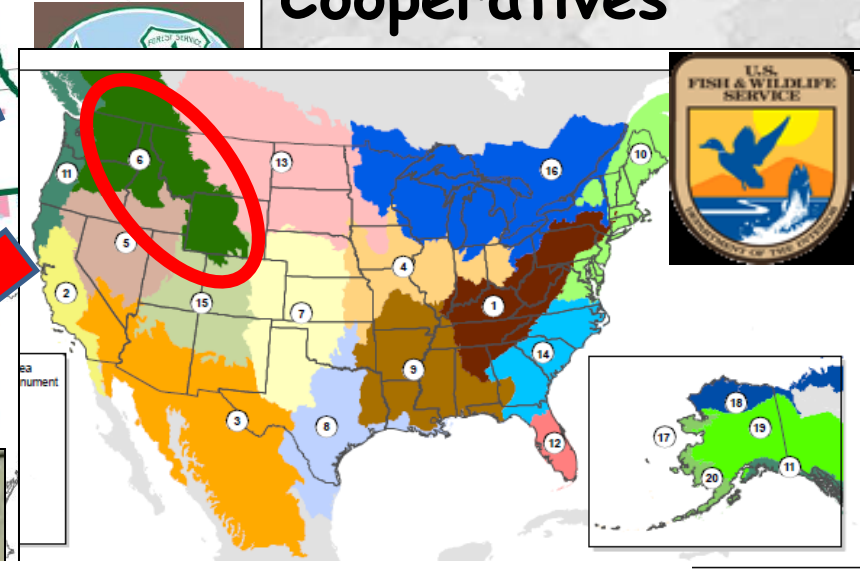 Cooperatives
FOREST SERVICE
U.S.
FISH & WILDLIFE
SERVICE
DEPARTMENT OF THE INTERIOR
6
13
16
10
11
5
4
2
15
7
1
9
14
3
8
12
ea
nument
18
17
19
11
20